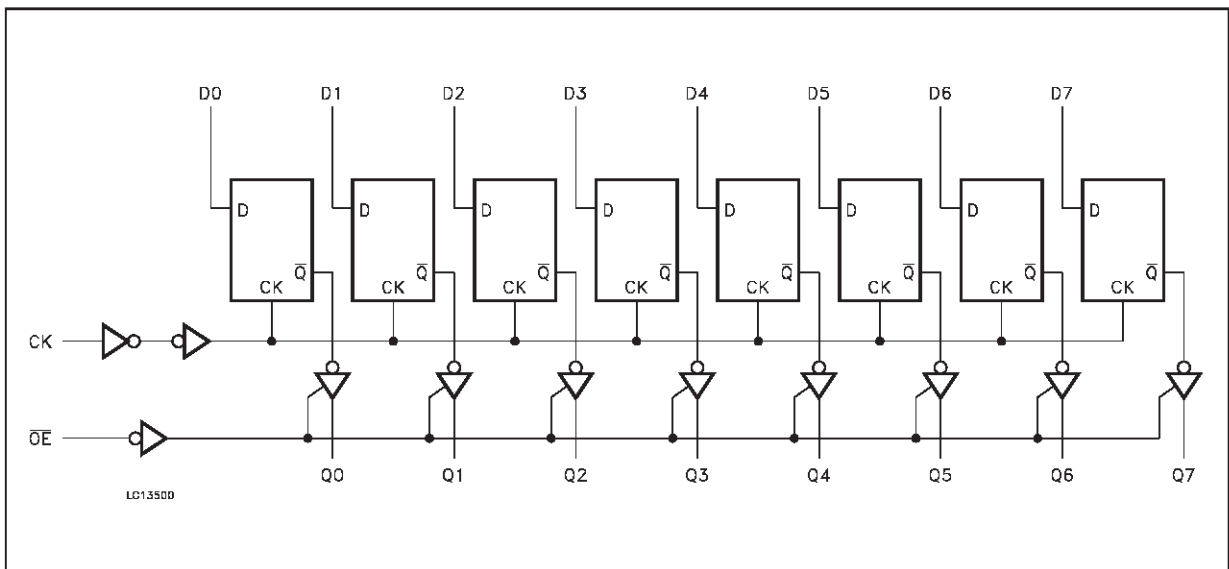 D0 D1 D2 D3 D4 D5 D6 D7
D D D D D D D D
Q̅ Q̅ Q̅ Q̅ Q̅ Q̅ Q̅ Q̅
CK CK CK CK CK CK CK CK
CK
O̅E̅
Q0 Q1 Q2 Q3 Q4 Q5 Q6 Q7
LC13500